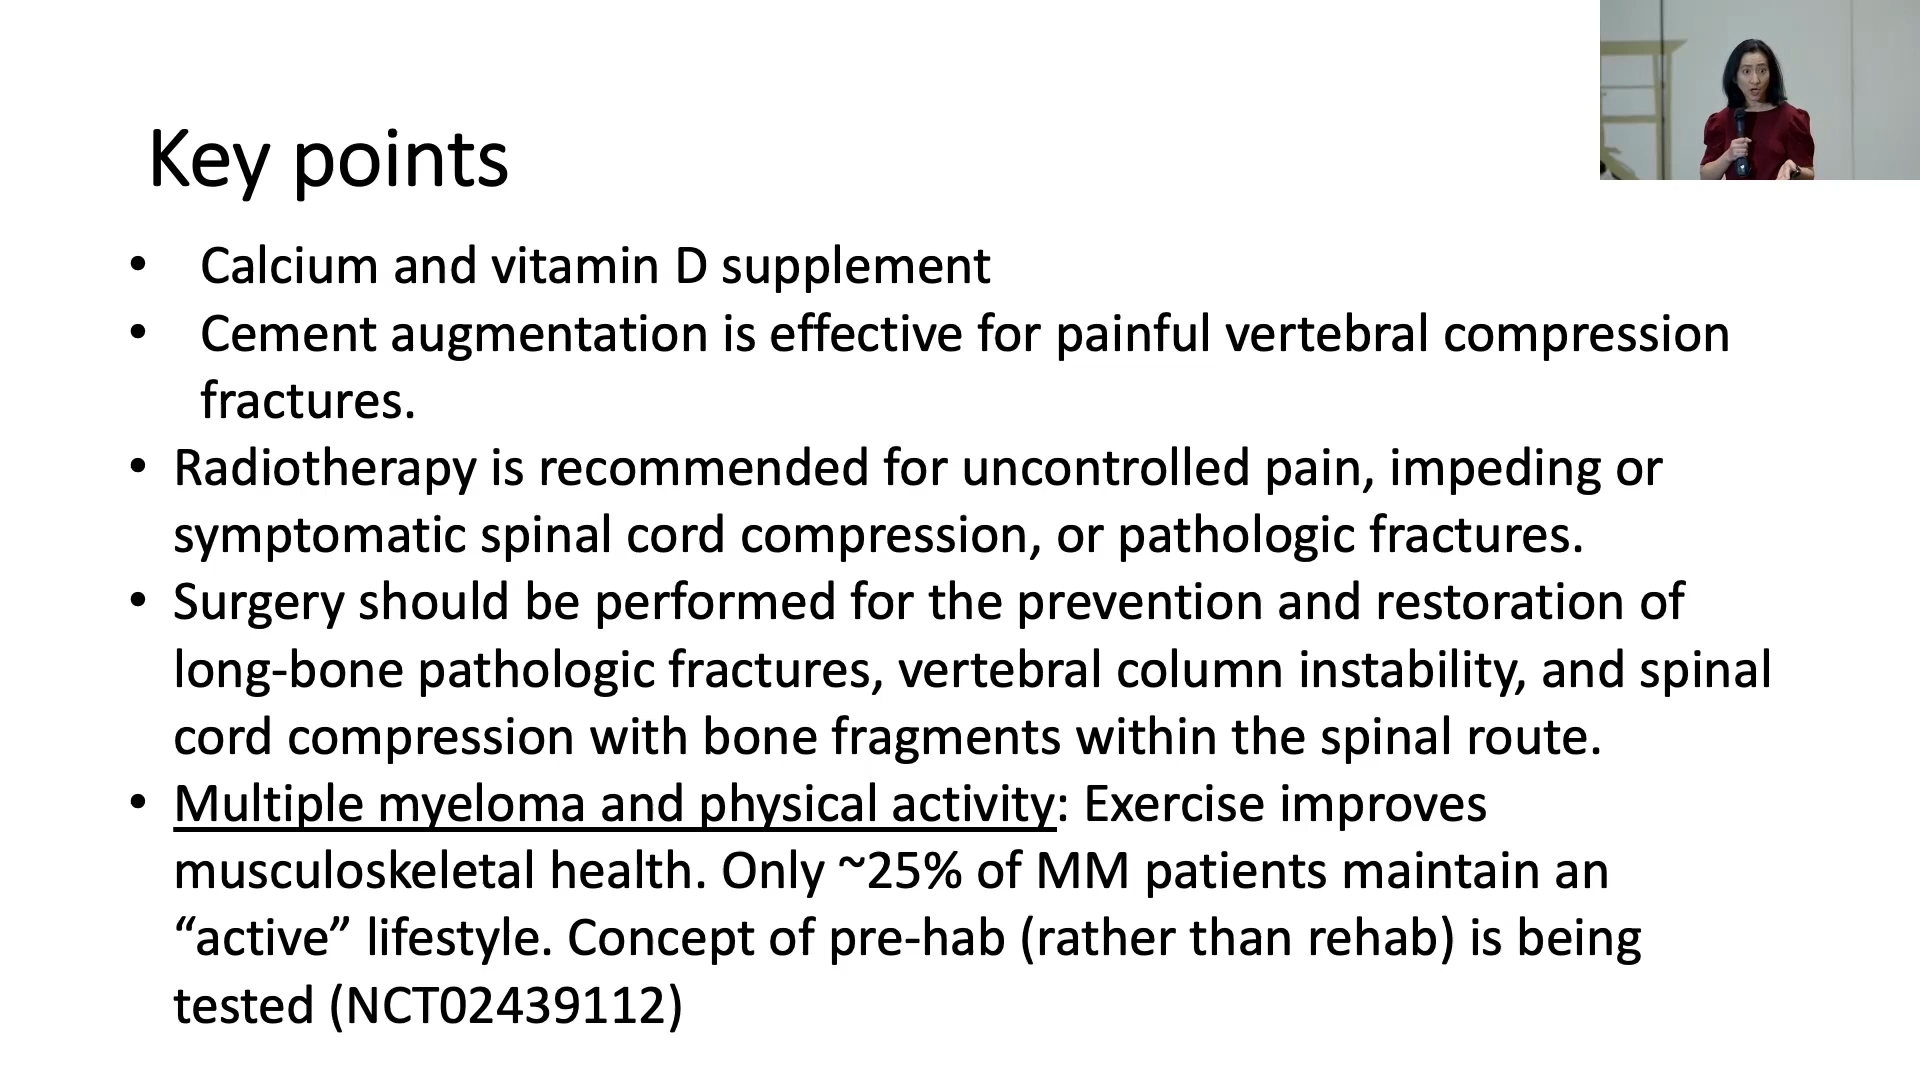 Key points
• Calcium and vitamin D supplement
• Cement augmentation is effective for painful vertebral compression
fractures.
• Radiotherapy is recommended for uncontrolled pain, impeding or
symptomatic spinal cord compression, or pathologic fractures.
• Surgery should be performed for the prevention and restoration of
long-bone pathologic fractures, vertebral column instability, and spinal
cord compression with bone fragments within the spinal route.
• Multiple myeloma and physical activity: Exercise improves
musculoskeletal health. Only ~25% of MM patients maintain an
“active” lifestyle. Concept of pre-hab (rather than rehab) is being
tested (NCT02439112)